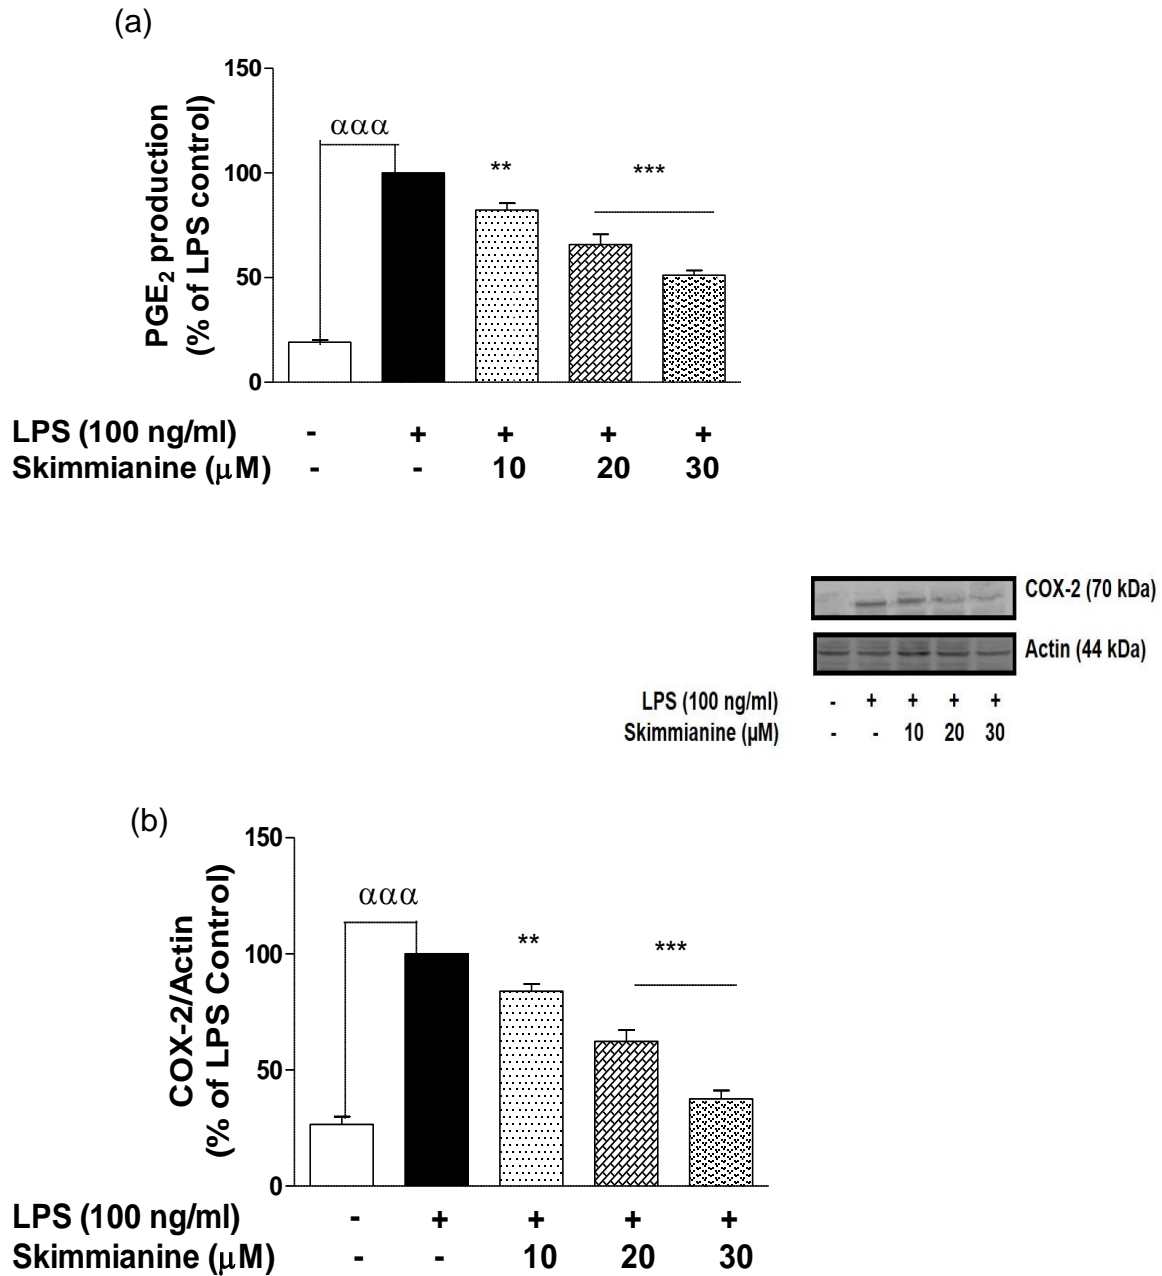 (a)
150
ααα
100
**
***
50
0
PGE₂ production
(% of LPS control)
LPS (100 ng/ml) - + + + +
Skimmianine (μM) - - 10 20 30
COX-2 (70 kDa)
Actin (44 kDa)
LPS (100 ng/ml) - + + + +
Skimmianine (μM) - - 10 20 30
(b)
150
ααα
100
**
***
50
0
COX-2/Actin
(% of LPS Control)
LPS (100 ng/ml) - + + + +
Skimmianine (μM) - - 10 20 30